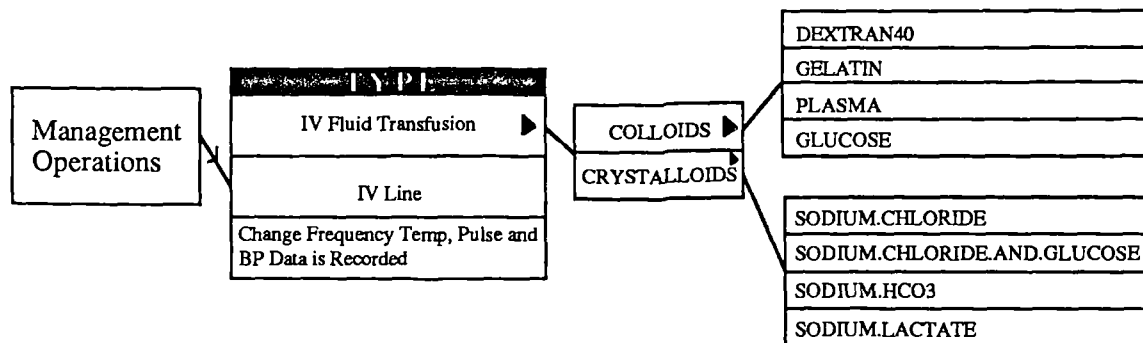 Management
Operations
TYPE
IV Fluid Transfusion
IV Line
Change Frequency Temp, Pulse and
BP Data is Recorded
COLLOIDS
CRYSTALLOIDS
DEXTRAN40
GELATIN
PLASMA
GLUCOSE
SODIUM.CHLORIDE
SODIUM.CHLORIDE.AND.GLUCOSE
SODIUM.HCO3
SODIUM.LACTATE